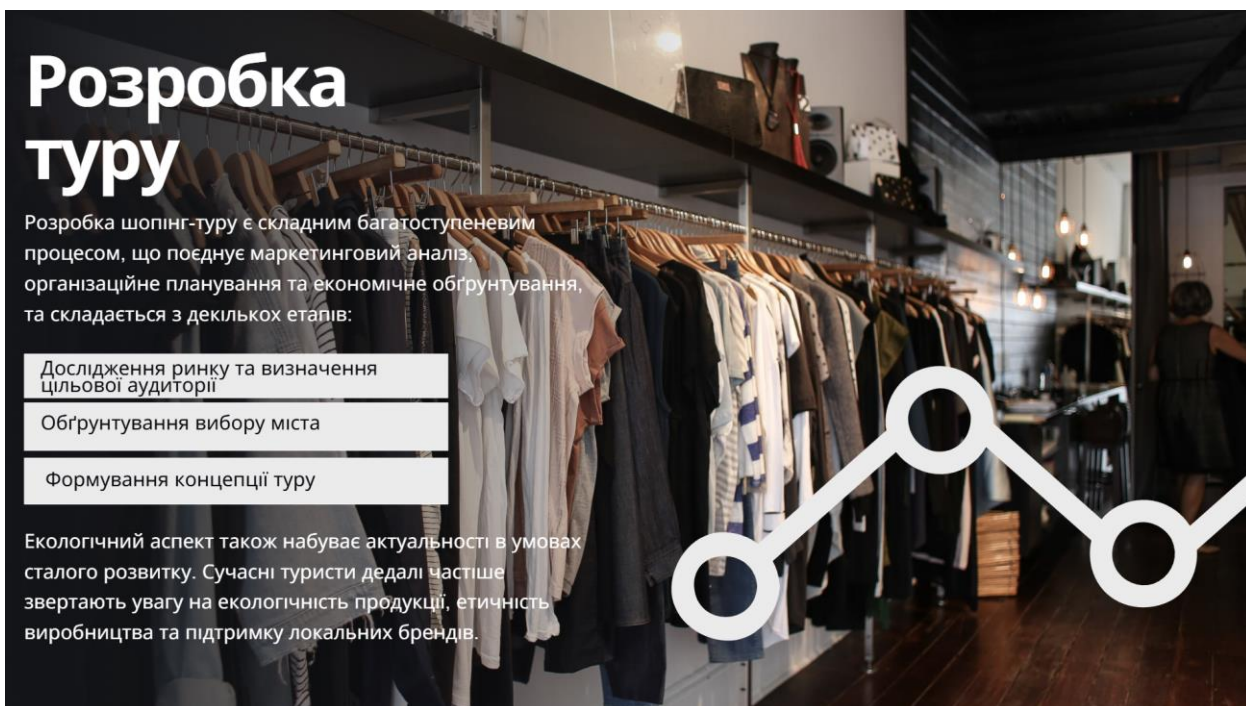 Розробка
туру
Розробка шопінг-туру є складним багатоступеневим
процесом, що поєднує маркетинговий аналіз,
організаційне планування та економічне обґрунтування,
та складається з декількох етапів:
Дослідження ринку та визначення
цільової аудиторії
Обґрунтування вибору міста
Формування концепції туру
Екологічний аспект також набуває актуальності в умовах
сталого розвитку. Сучасні туристи дедалі частіше
звертають увагу на екологічність продукції, етичність
виробництва та підтримку локальних брендів.